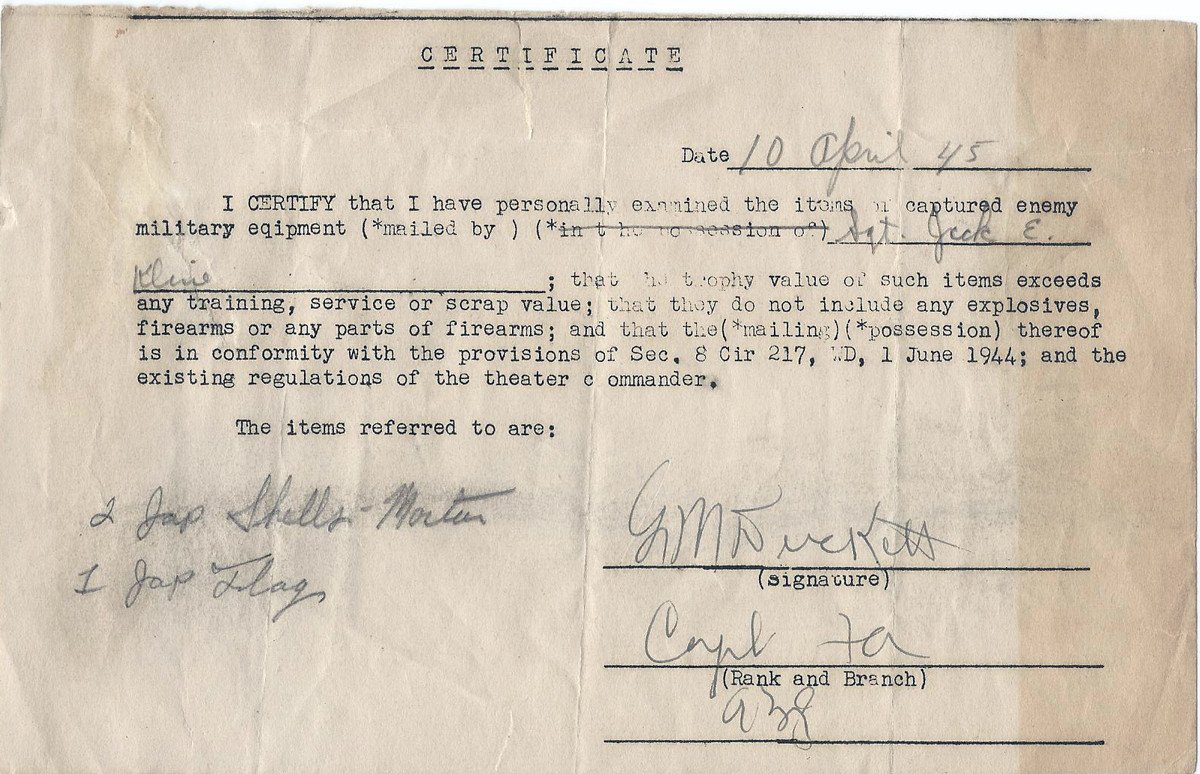 CERTIFICATE
Date 10 April 45
I CERTIFY that I have personally examined the items of captured enemy
military eqipment (*mailed by ) (*in t he possession of) Sgt. Jack E.
Kline ; that the trophy value of such items exceeds
any training, service or scrap value; that they do not include any explosives,
firearms or any parts of firearms; and that the(*mailing)(*possession) thereof
is in conformity with the provisions of Sec. 8 Cir 217, WD, 1 June 1944; and the
existing regulations of the theater c ommander.
The items referred to are:
2 Jap Shells - Mortar
1 Jap Flag
(signature)
Capt FA
(Rank and Branch)